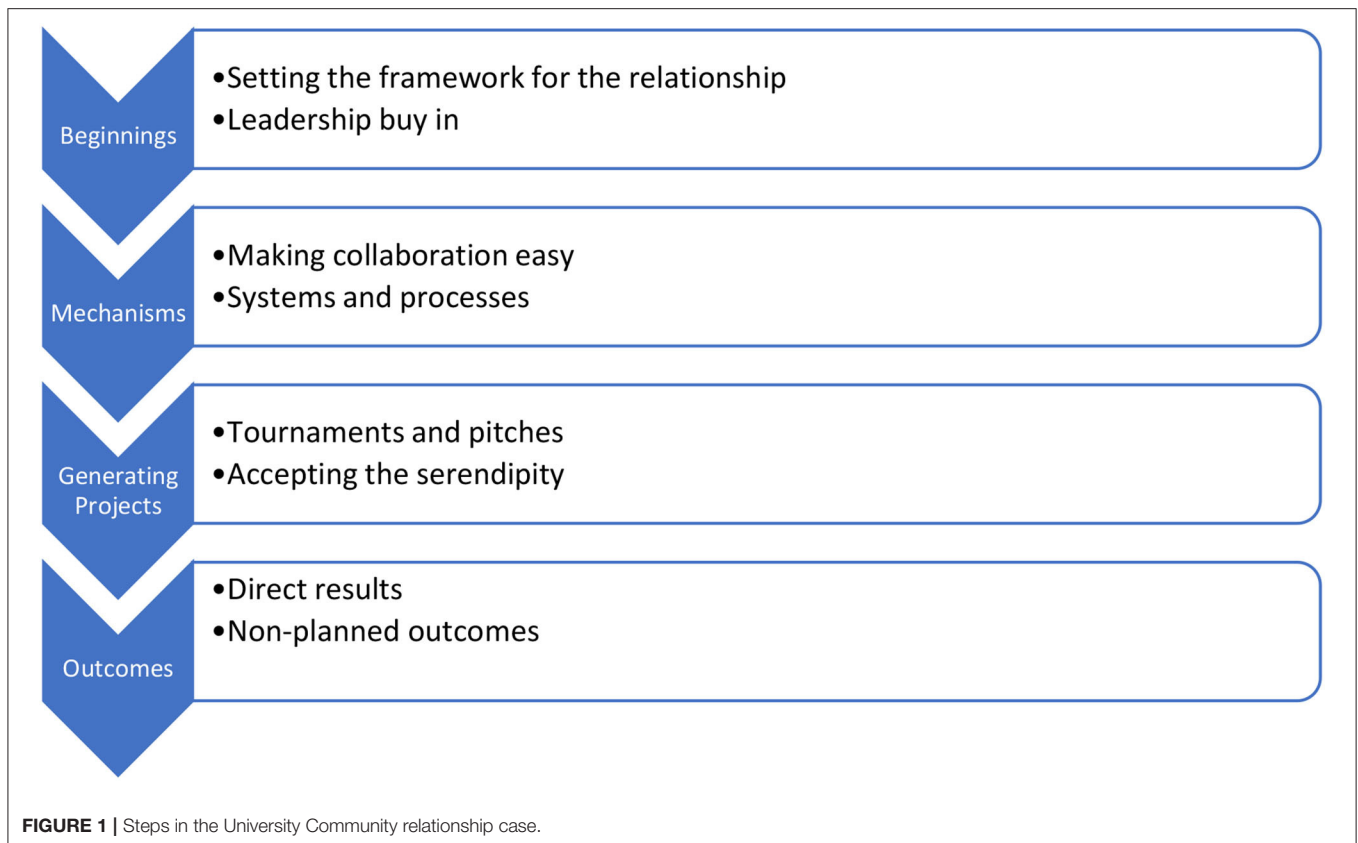 Beginnings
•Setting the framework for the relationship
•Leadership buy in
Mechanisms
•Making collaboration easy
•Systems and processes
Generating
Projects
•Tournaments and pitches
•Accepting the serendipity
Outcomes
•Direct results
•Non-planned outcomes
FIGURE 1 | Steps in the University Community relationship case.